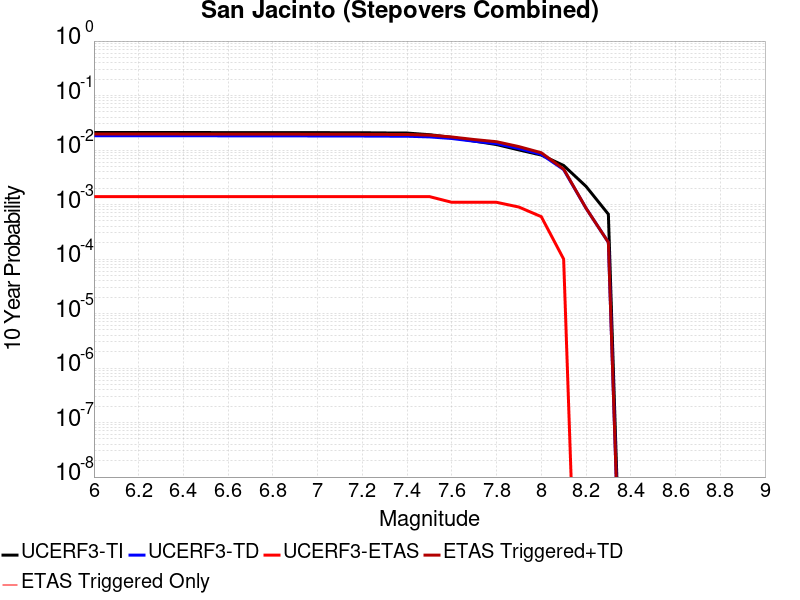 San Jacinto (Stepovers Combined)
10^0
10^-1
10^-2
10^-3
10^-4
10^-5
10^-6
10^-7
10^-8
10 Year Probability
6 6.2 6.4 6.6 6.8 7 7.2 7.4 7.6 7.8 8 8.2 8.4 8.6 8.8 9
Magnitude
UCERF3-TI UCERF3-TD UCERF3-ETAS ETAS Triggered+TD
ETAS Triggered Only